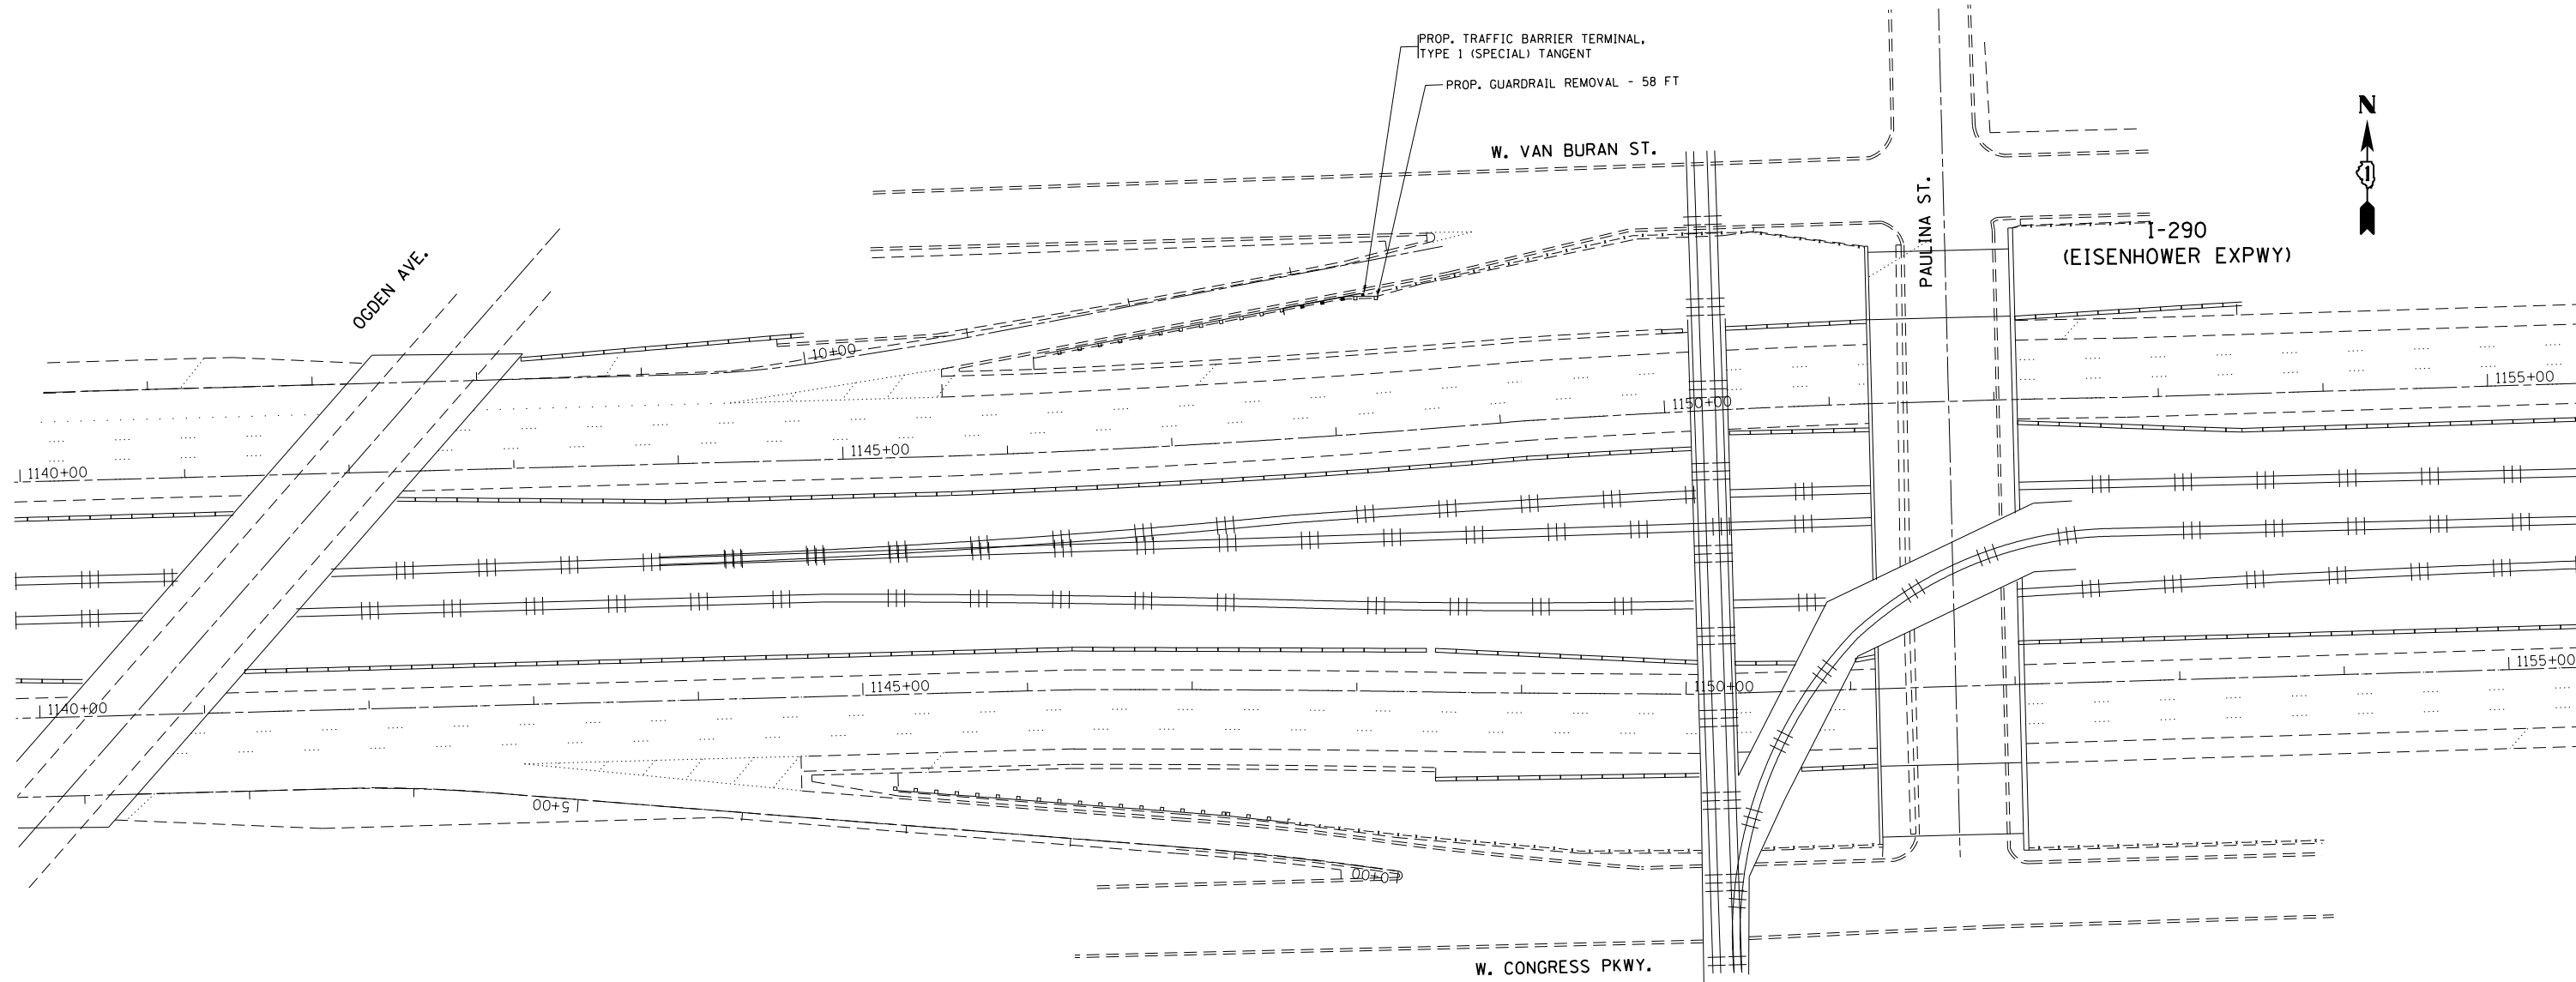 PROP. TRAFFIC BARRIER TERMINAL,
TYPE 1 (SPECIAL) TANGENT
PROP. GUARDRAIL REMOVAL - 58 FT
N
1
W. VAN BURAN ST.
PAULINA ST.
I-290
(EISENHOWER EXPWY)
OGDEN AVE.
10+00
1155+00
1150+00
1145+00
1140+00
1155+00
1150+00
1145+00
1140+00
5+00
0+00
W. CONGRESS PKWY.